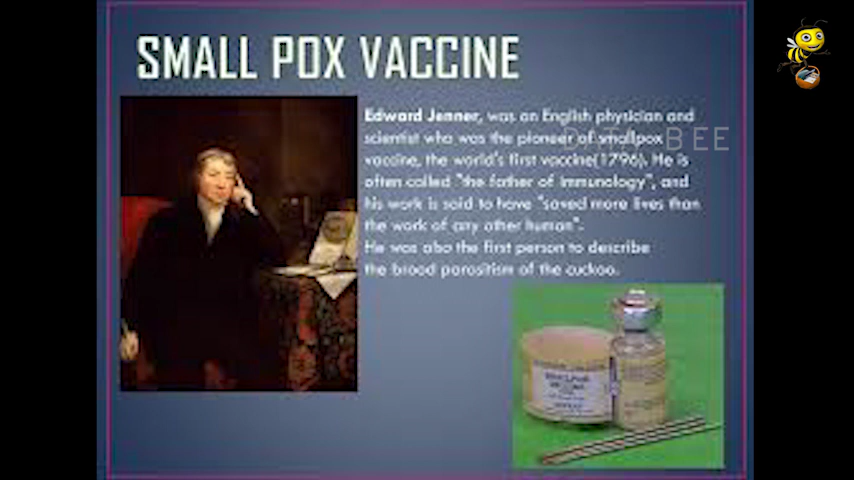 SMALL POX VACCINE
Edward Jenner, was an English physician and
scientist who was the pioneer of smallpox
vaccine, the world's first vaccine(1796). He is
often called "the father of immunology", and
his work is said to have "saved more lives than
the work of any other human".
He was also the first person to describe
the brood parasitism of the cuckoo.
BEE